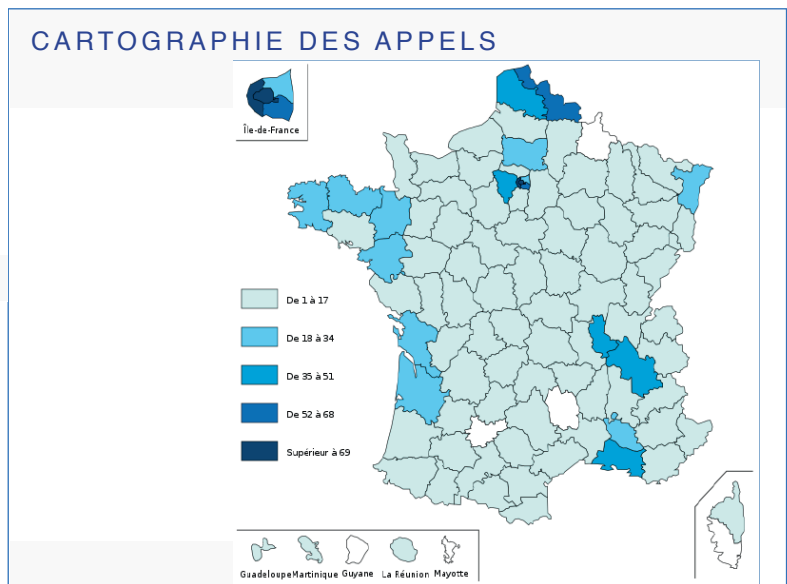 CARTOGRAPHIE DES APPELS
Île-de-France
De 1 à 17
De 18 à 34
De 35 à 51
De 52 à 68
Supérieur à 69
Guadeloupe Martinique Guyane La Réunion Mayotte